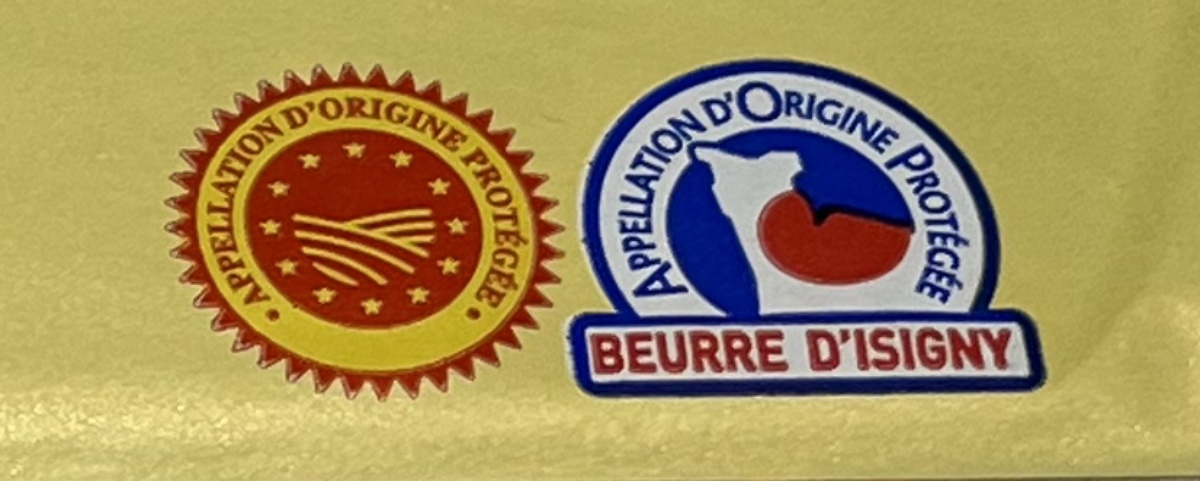 APPELLATION D'ORIGINE PROTÉGÉE
APPELLATION D'ORIGINE PROTÉGÉE
BEURRE D'ISIGNY